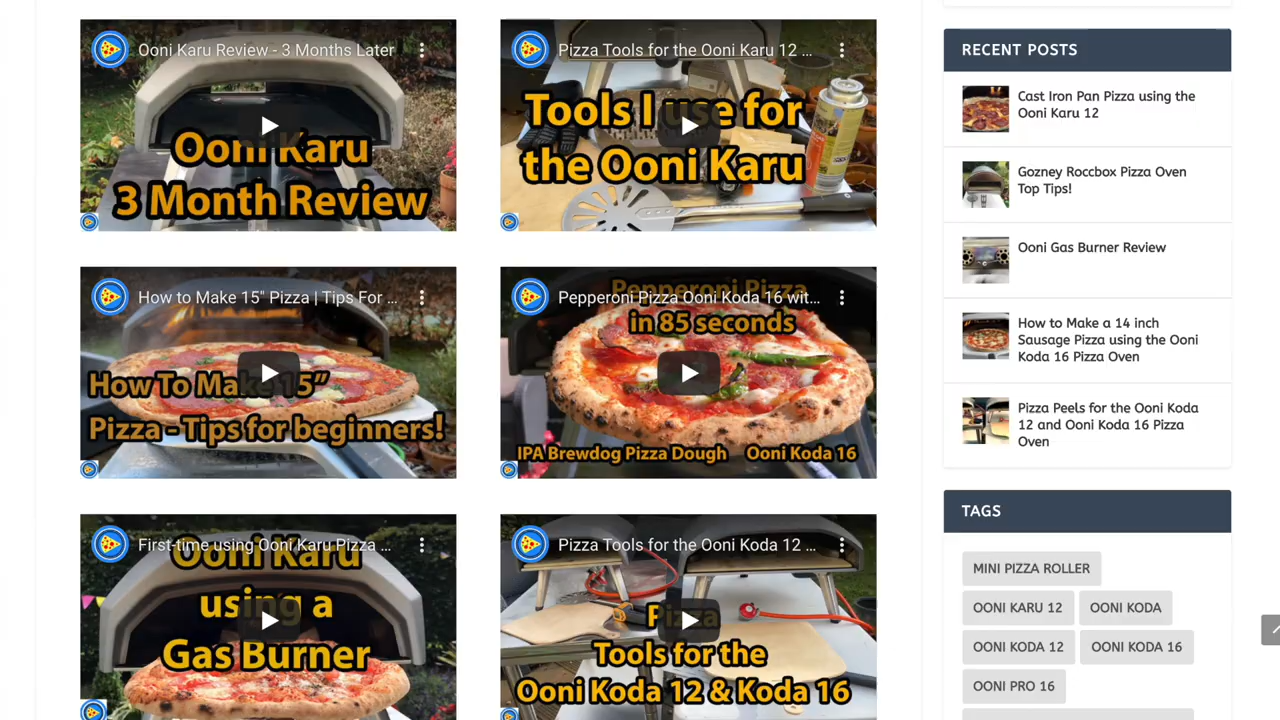 Ooni Karu Review - 3 Months Later
Ooni Karu
3 Month Review
Pizza Tools for the Ooni Karu 12 ...
Tools I use for
the Ooni Karu
How to Make 15" Pizza | Tips For ...
How To Make 15”
Pizza - Tips for beginners!
Pepperoni Pizza Ooni Koda 16 wit...
Pepperoni Pizza
in 85 seconds
IPA Brewdog Pizza Dough Ooni Koda 16
First-time using Ooni Karu Pizza ...
Ooni Karu
using a
Gas Burner
Pizza Tools for the Ooni Koda 12 ...
Pizza
Tools for the
Ooni Koda 12 & Koda 16
RECENT POSTS
Cast Iron Pan Pizza using the
Ooni Karu 12
Gozney Roccbox Pizza Oven
Top Tips!
Ooni Gas Burner Review
How to Make a 14 inch
Sausage Pizza using the Ooni
Koda 16 Pizza Oven
Pizza Peels for the Ooni Koda
12 and Ooni Koda 16 Pizza
Oven
TAGS
MINI PIZZA ROLLER
OONI KARU 12 OONI KODA
OONI KODA 12 OONI KODA 16
OONI PRO 16